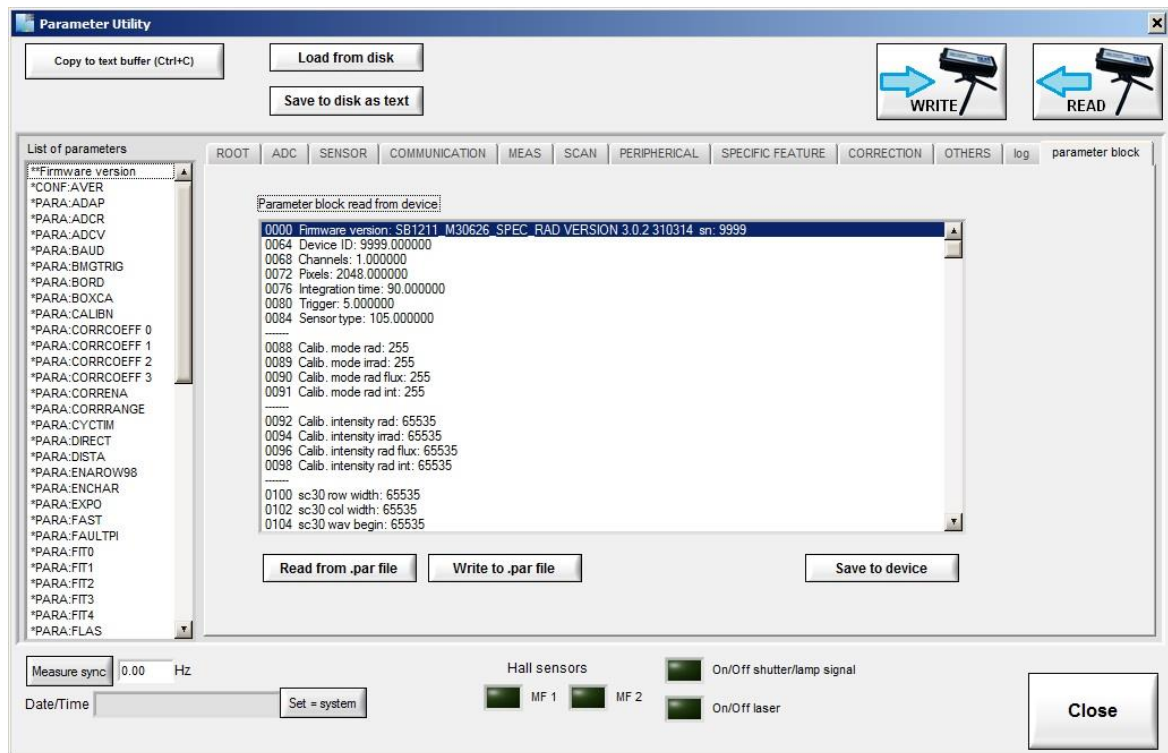 Parameter Utility
Copy to text buffer (Ctrl+C)
Load from disk
Save to disk as text
WRITE
READ
List of parameters
**Firmware version
*CONF:AVER
*PARA:ADAP
*PARA:ADCR
*PARA:ADCV
*PARA:BAUD
*PARA:BMGTRIG
*PARA:BORD
*PARA:BOXCA
*PARA:CALIBN
*PARA:CORRCOEFF 0
*PARA:CORRCOEFF 1
*PARA:CORRCOEFF 2
*PARA:CORRCOEFF 3
*PARA:CORRENA
*PARA:CORRRANGE
*PARA:CYCTIM
*PARA:DIRECT
*PARA:DISTA
*PARA:ENAROW98
*PARA:ENCHAR
*PARA:EXPO
*PARA:FAST
*PARA:FAULTPI
*PARA:FIT0
*PARA:FIT1
*PARA:FIT2
*PARA:FIT3
*PARA:FIT4
*PARA:FLAS
ROOT ADC SENSOR COMMUNICATION MEAS SCAN PERIPHERICAL SPECIFIC FEATURE CORRECTION OTHERS log parameter block
Parameter block read from device
0000 Firmware version: SB1211_M30626_SPEC_RAD VERSION 3.0.2 310314 sn: 9999
0064 Device ID: 9999.000000
0068 Channels: 1.000000
0072 Pixels: 2048.000000
0076 Integration time: 90.000000
0080 Trigger: 5.000000
0084 Sensor type: 105.000000
-------
0088 Calib. mode rad: 255
0089 Calib. mode irrad: 255
0090 Calib. mode rad flux: 255
0091 Calib. mode rad int: 255
-------
0092 Calib. intensity rad: 65535
0094 Calib. intensity irrad: 65535
0096 Calib. intensity rad flux: 65535
0098 Calib. intensity rad int: 65535
-------
0100 sc30 row width: 65535
0102 sc30 col width: 65535
0104 sc30 wav begin: 65535
Read from .par file
Write to .par file
Save to device
Measure sync 0.00 Hz
Date/Time
Set = system
Hall sensors
MF 1 MF 2
On/Off shutter/lamp signal
On/Off laser
Close